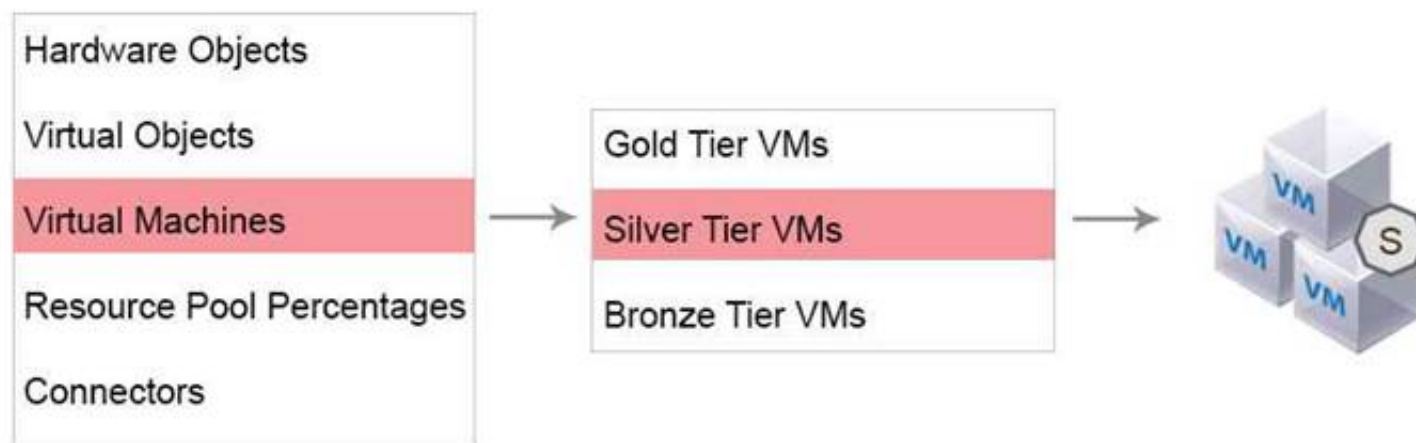 Hardware Objects
Virtual Objects
Virtual Machines
Resource Pool Percentages
Connectors
Gold Tier VMs
Silver Tier VMs
Bronze Tier VMs
VM
VM
VM
S